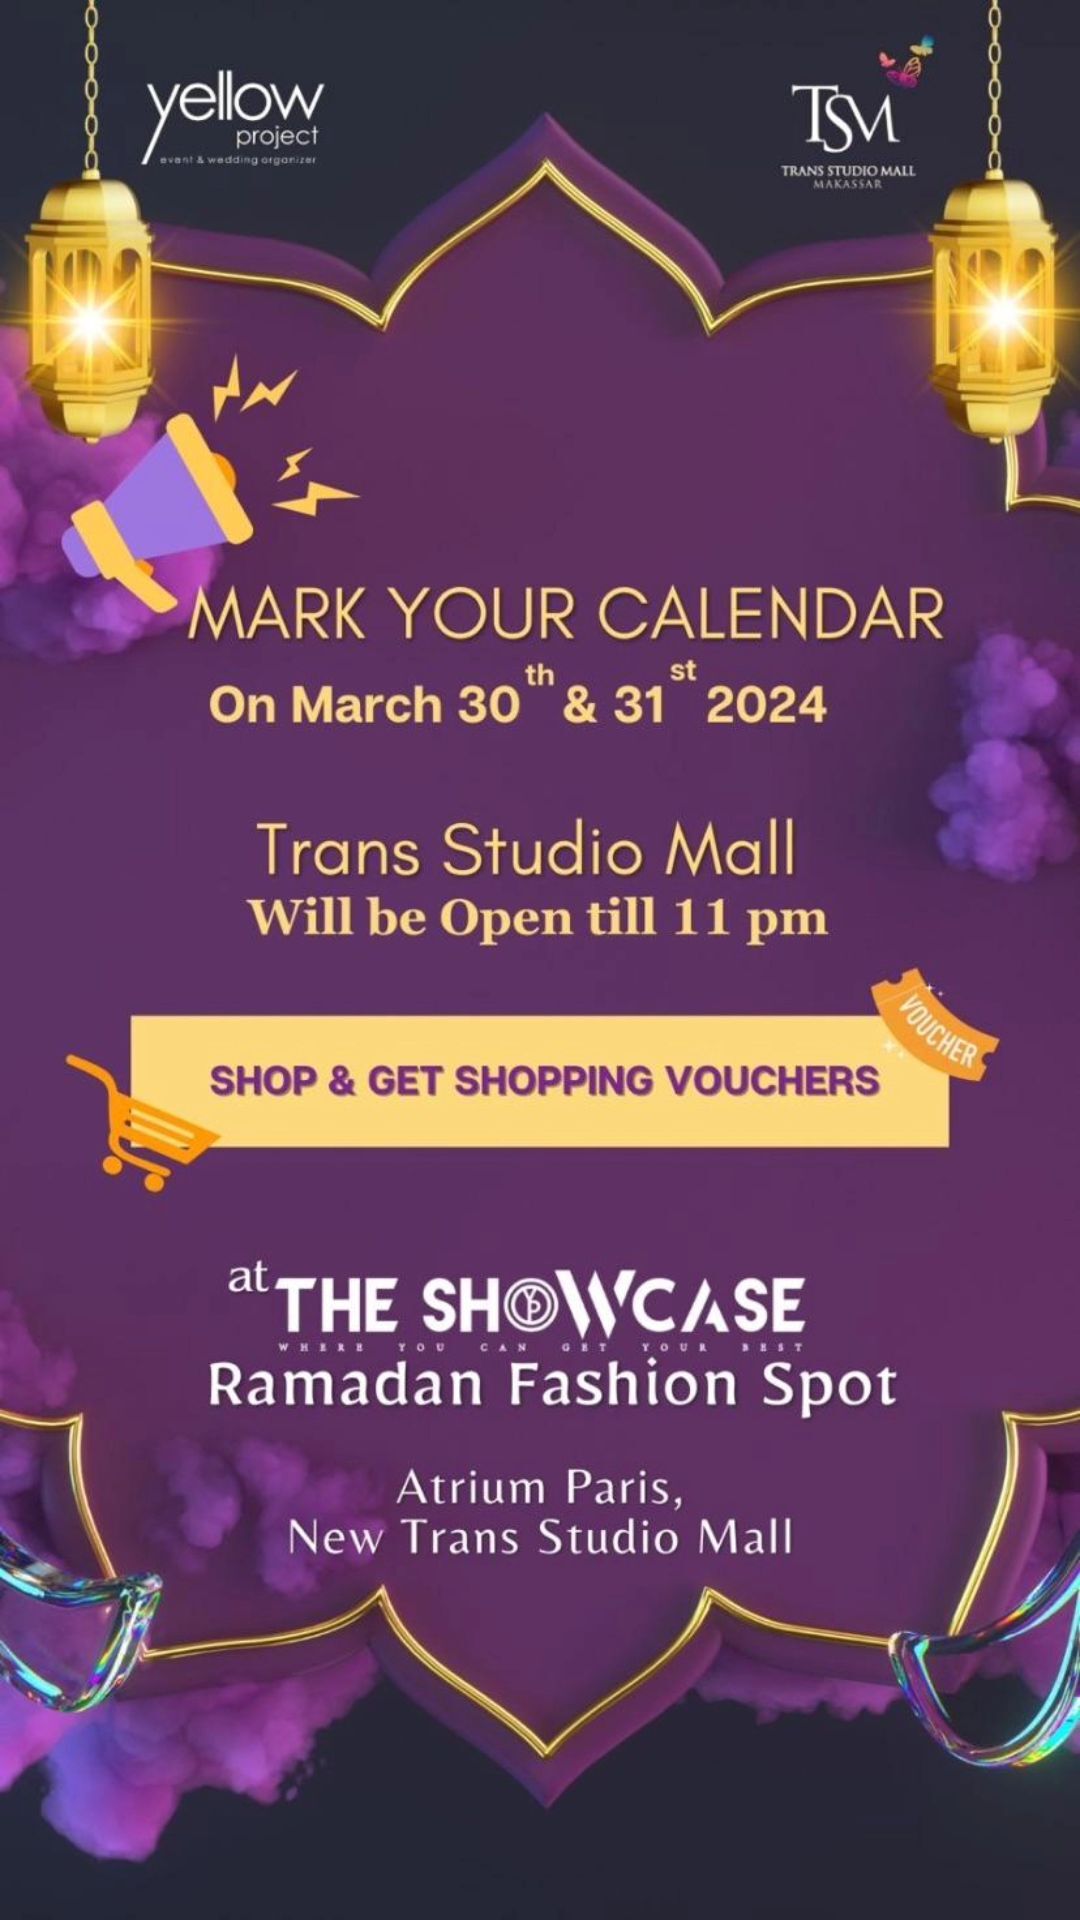 yellow
project
event & wedding organizer
TSM
TRANS STUDIO MALL
MAKASSAR
MARK YOUR CALENDAR
On March 30th & 31st 2024
Trans Studio Mall
Will be Open till 11 pm
VOUCHER
SHOP & GET SHOPPING VOUCHERS
at THE SHOWCASE
WHERE YOU CAN GET YOUR BEST
Ramadan Fashion Spot
Atrium Paris,
New Trans Studio Mall